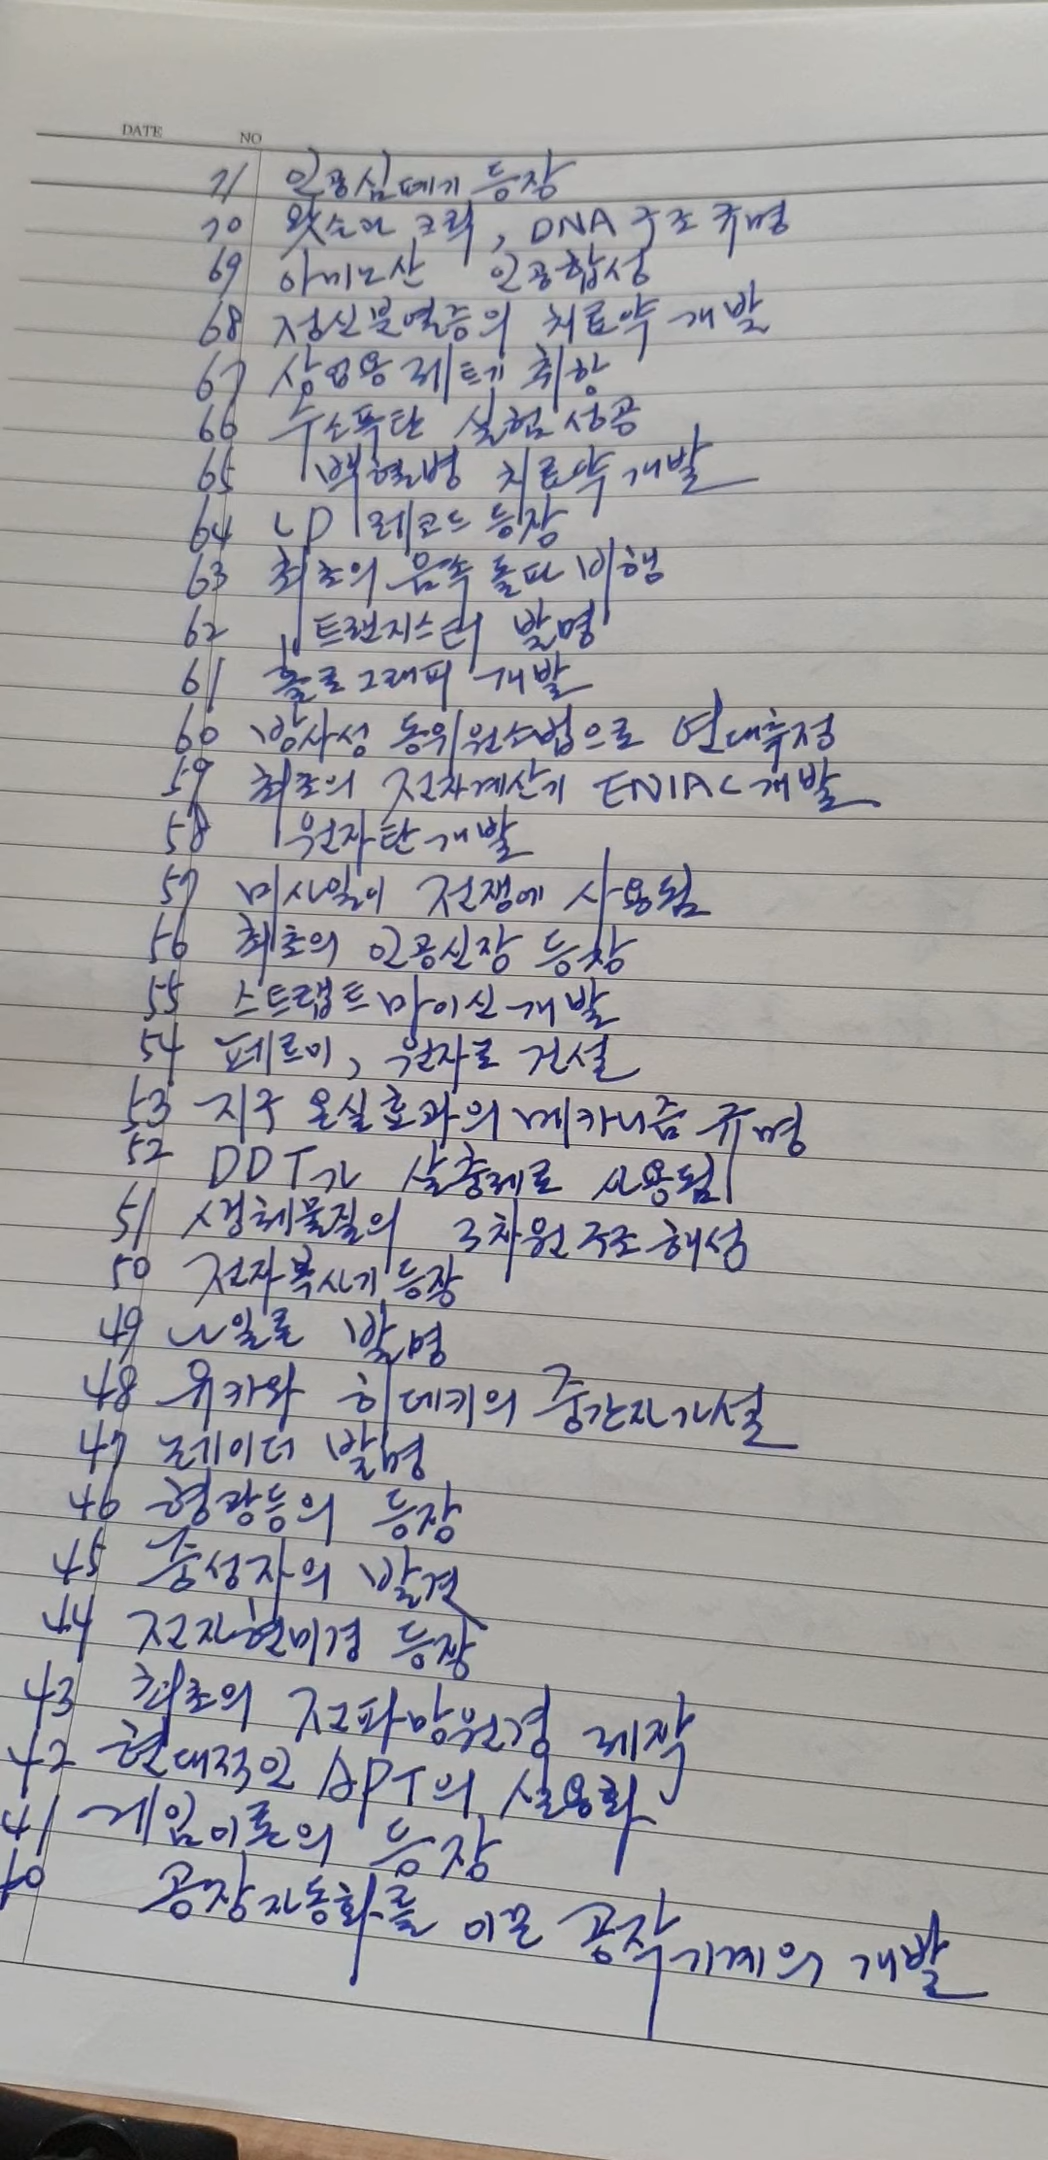 DATE NO
71 인공심폐기 등장
70 왓슨과 크릭, DNA 구조 규명
69 아미노산 인공합성
68 정신분열증의 치료약 개발
67 상업용 제트기 취항
66 수소폭탄 실험 성공
65 백혈병 치료약 개발
64 LP 레코드 등장
63 최초의 음속 돌파 비행
62 트랜지스터 발명
61 홀로그래피 개발
60 방사성 동위원소법으로 연대측정
59 최초의 전자계산기 ENIAC 개발
58 원자탄 개발
57 미사일이 전쟁에 사용됨
56 최초의 인공신장 등장
55 스트렙토마이신 개발
54 페르미, 원자로 건설
53 지구 온실효과의 메카니즘 규명
52 DDT가 살충제로 사용됨
51 생체물질의 3차원구조 해석
50 전자복사기 등장
49 나일론 발명
48 유카와 히데키의 중간자가설
47 레이더 발명
46 형광등의 등장
45 중성자의 발견
44 전자현미경 등장
43 최초의 전파망원경 제작
42 현대적인 APT의 실용화
41 게임이론의 등장
40 공장자동화를 이끈 공작기계의 개발